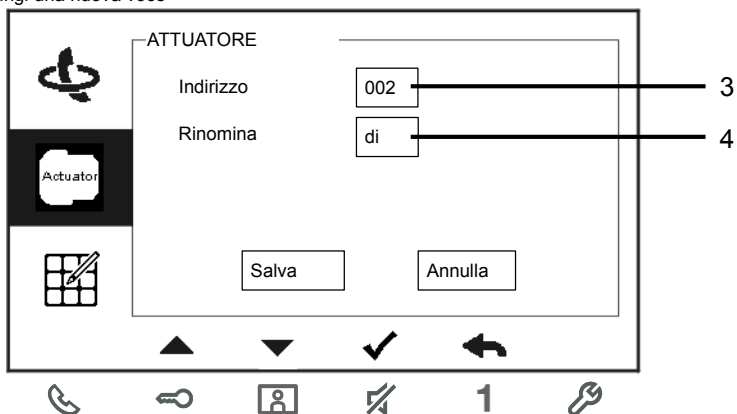 ATTUATORE
Indirizzo 002 3
Rinomina di 4
Actuator
Salva Annulla
1